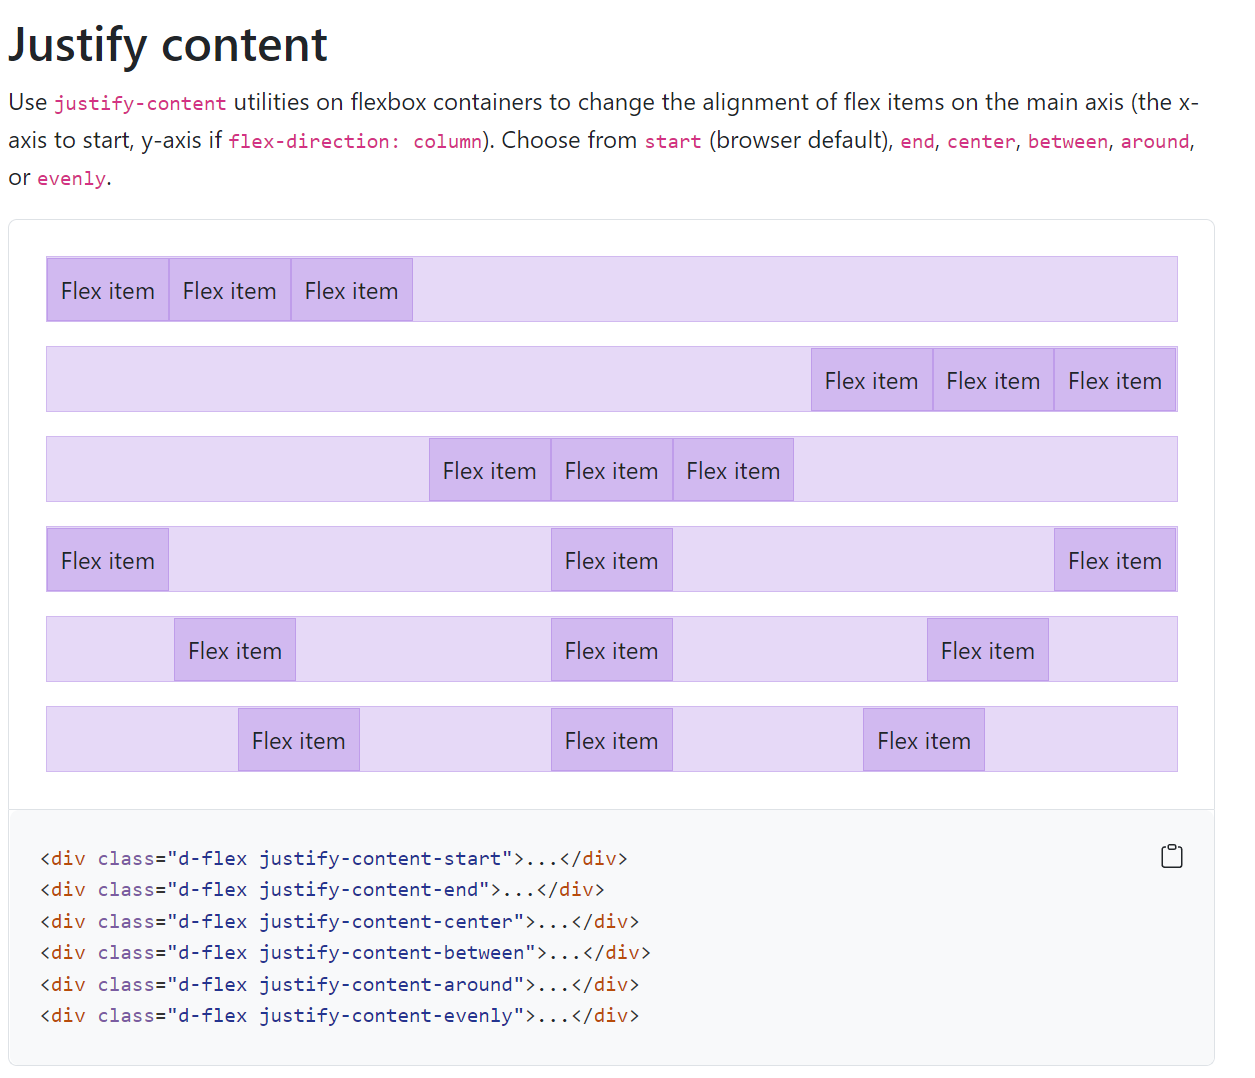 Justify content
Use justify-content utilities on flexbox containers to change the alignment of flex items on the main axis (the x-
axis to start, y-axis if flex-direction: column). Choose from start (browser default), end, center, between, around,
or evenly.
Flex item Flex item Flex item
Flex item Flex item Flex item
Flex item Flex item Flex item
Flex item Flex item Flex item
Flex item Flex item Flex item
Flex item Flex item Flex item
<div class="d-flex justify-content-start">...</div>
<div class="d-flex justify-content-end">...</div>
<div class="d-flex justify-content-center">...</div>
<div class="d-flex justify-content-between">...</div>
<div class="d-flex justify-content-around">...</div>
<div class="d-flex justify-content-evenly">...</div>